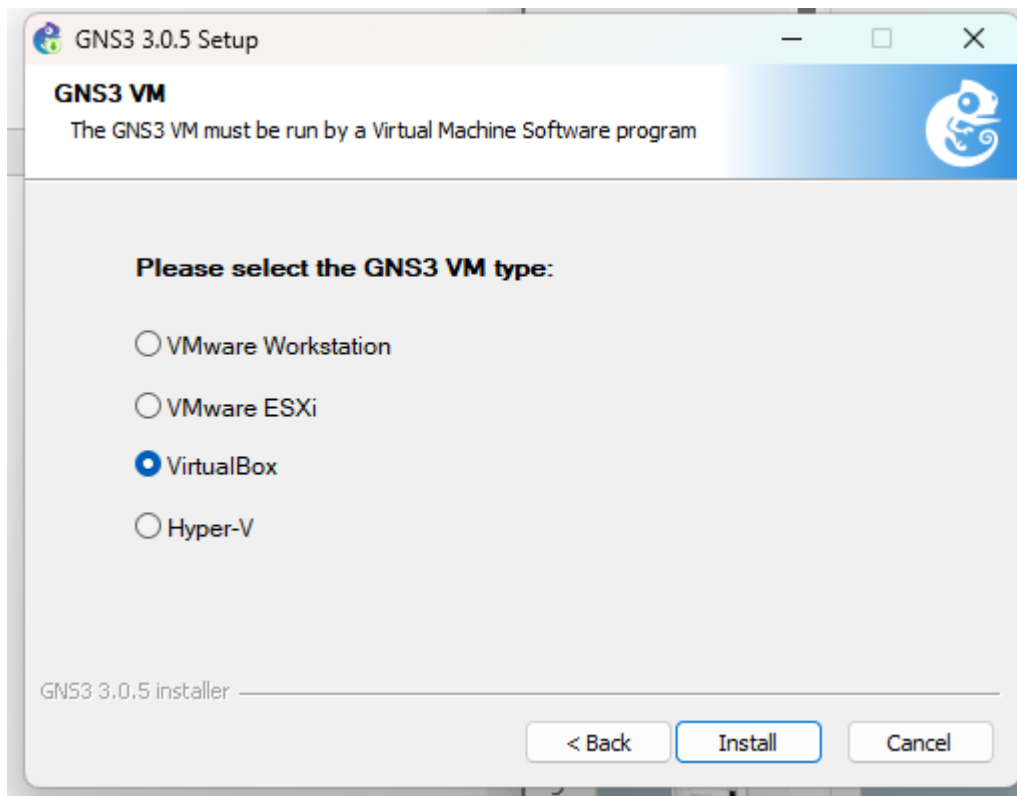 GNS3 3.0.5 Setup
GNS3 VM
The GNS3 VM must be run by a Virtual Machine Software program
Please select the GNS3 VM type:
VMware Workstation
VMware ESXi
VirtualBox
Hyper-V
GNS3 3.0.5 installer
< Back Install Cancel